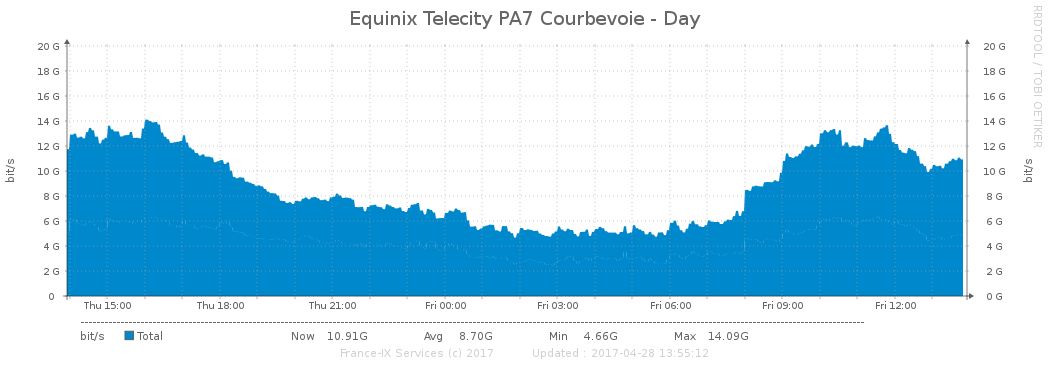 Equinix Telecity PA7 Courbevoie - Day
RRDTOOL / TOBI OETIKER
bit/s
20 G 20 G
18 G 18 G
16 G 16 G
14 G 14 G
12 G 12 G
10 G 10 G
8 G 8 G
6 G 6 G
4 G 4 G
2 G 2 G
0 0 G
bit/s
Thu 15:00 Thu 18:00 Thu 21:00 Fri 00:00 Fri 03:00 Fri 06:00 Fri 09:00 Fri 12:00
bit/s Total Now 10.91G Avg 8.70G Min 4.66G Max 14.09G
France-IX Services (c) 2017 Updated : 2017-04-28 13:55:12